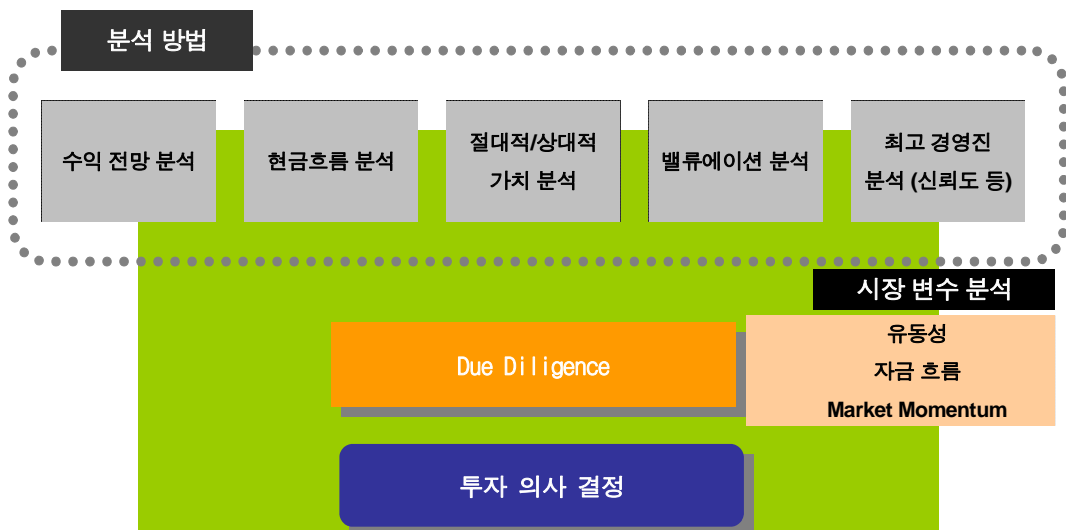 분석 방법
수익 전망 분석
현금흐름 분석
절대적/상대적
가치 분석
밸류에이션 분석
최고 경영진
분석 (신뢰도 등)
시장 변수 분석
유동성
자금 흐름
Market Momentum
Due Diligence
투자 의사 결정